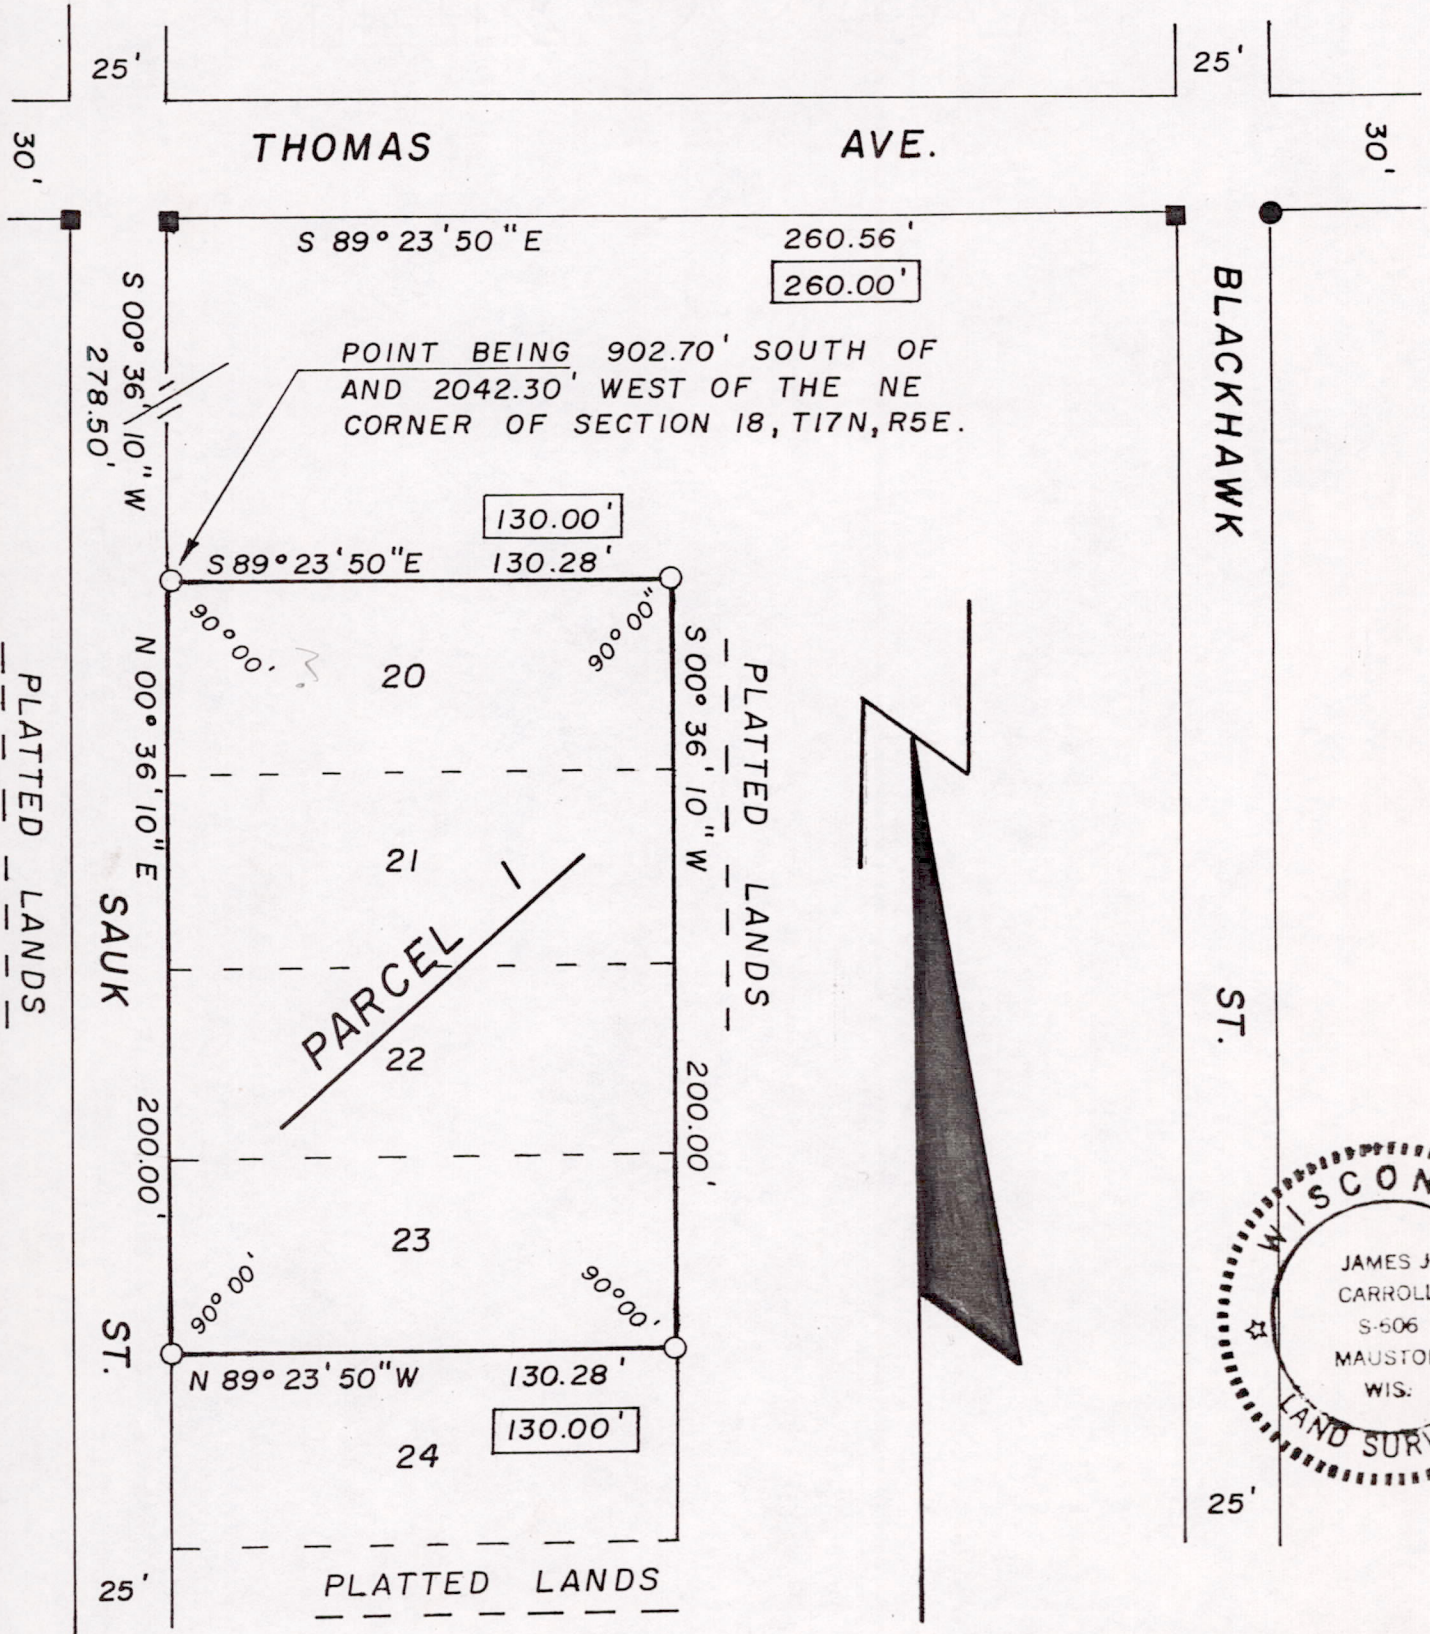 25'
25'
30'
THOMAS AVE.
30'
S 89° 23' 50" E 260.56'
260.00'
S 00° 36' 10" W
278.50'
POINT BEING 902.70' SOUTH OF
AND 2042.30' WEST OF THE NE
CORNER OF SECTION 18, T17N, R5E.
BLACKHAWK ST.
130.00'
S 89° 23' 50" E 130.28'
90° 00'
90° 00"
N 00° 36' 10" E 200.00'
S 00° 36' 10" W 200.00'
20
PLATTED LANDS
PLATTED LANDS
21
PARCEL 1
SAUK ST.
22
23
90° 00'
90° 00'
N 89° 23' 50" W 130.28'
130.00'
24
25'
PLATTED LANDS
25'
WISCON
JAMES J
CARROLL
S-606
MAUSTON
WIS.
LAND SURV